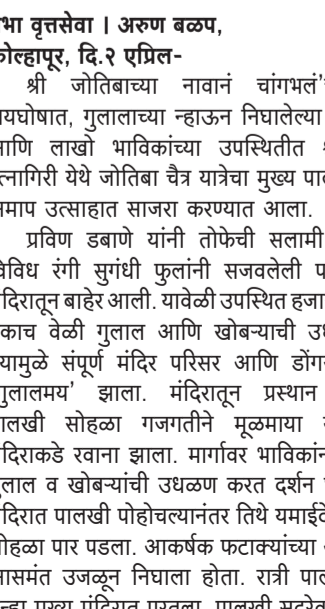 भा वृत्तसेवा । अरुण बळप,
कोल्हापूर, दि.२ एप्रिल-
श्री जोतिबाच्या नावानं चांगभलं'
यघोषात, गुलालाच्या न्हाऊन निघालेल्या
आणि लाखो भाविकांच्या उपस्थितीत
त्नागिरी येथे जोतिबा चैत्र यात्रेचा मुख्य पा
समाप उत्साहात साजरा करण्यात आला.
प्रविण डबाणे यांनी तोफेची सलामी
विविध रंगी सुगंधी फुलांनी सजवलेली प
दिरातून बाहेर आली. यावेळी उपस्थित हजा
काच वेळी गुलाल आणि खोबऱ्याची उध
यामुळे संपूर्ण मंदिर परिसर आणि डोंग
गुलालमय' झाला. मंदिरातून प्रस्थान
पालखी सोहळा गजगतीने मूळमाया
दिराकडे रवाना झाला. मार्गावर भाविकांन
गुलाल व खोबऱ्यांची उधळण करत दर्शन
दिरात पालखी पोहोचल्यानंतर तिथे यमाईदे
सोहळा पार पडला. आकर्षक फटाक्यांच्या
आसमंत उजळून निघाला होता. रात्री पाल